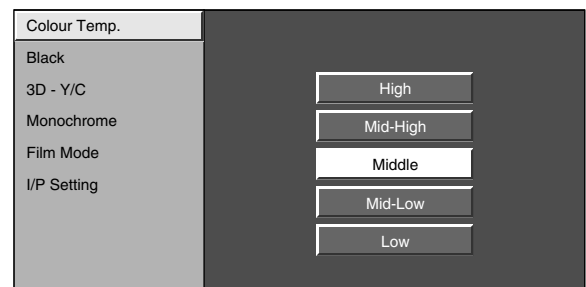 Colour Temp.
Black
3D - Y/C
Monochrome
Film Mode
I/P Setting
High
Mid-High
Middle
Mid-Low
Low